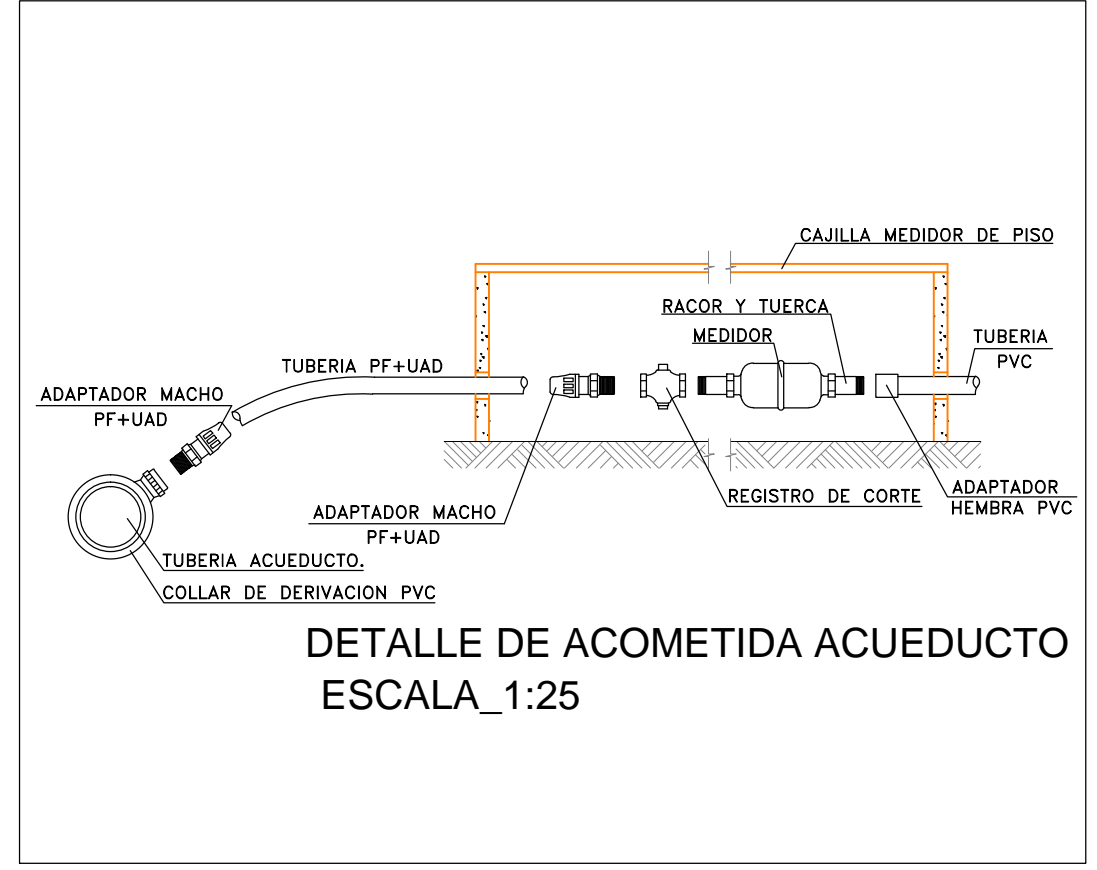 CAJILLA MEDIDOR DE PISO
RACOR Y TUERCA
MEDIDOR
TUBERIA
PVC
TUBERIA PF+UAD
ADAPTADOR MACHO
PF+UAD
ADAPTADOR MACHO
PF+UAD
REGISTRO DE CORTE
ADAPTADOR
HEMBRA PVC
TUBERIA ACUEDUCTO.
COLLAR DE DERIVACION PVC
DETALLE DE ACOMETIDA ACUEDUCTO
ESCALA_1:25